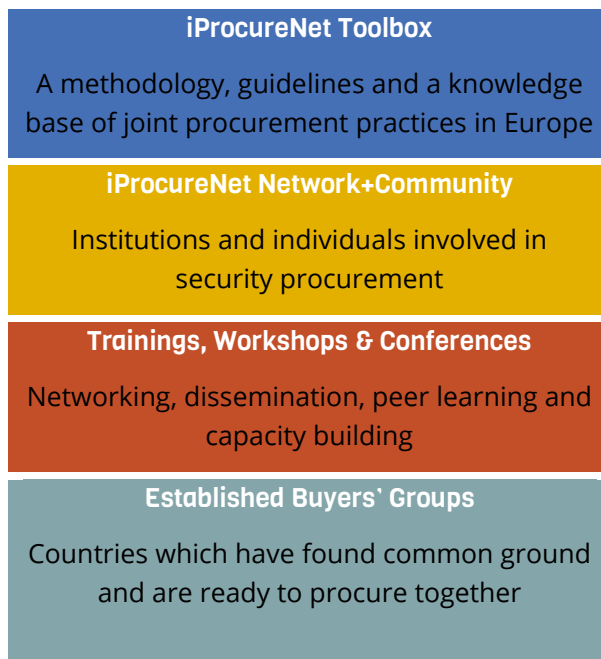 iProcureNet Toolbox
A methodology, guidelines and a knowledge
base of joint procurement practices in Europe
iProcureNet Network+Community
Institutions and individuals involved in
security procurement
Trainings, Workshops & Conferences
Networking, dissemination, peer learning and
capacity building
Established Buyers' Groups
Countries which have found common ground
and are ready to procure together